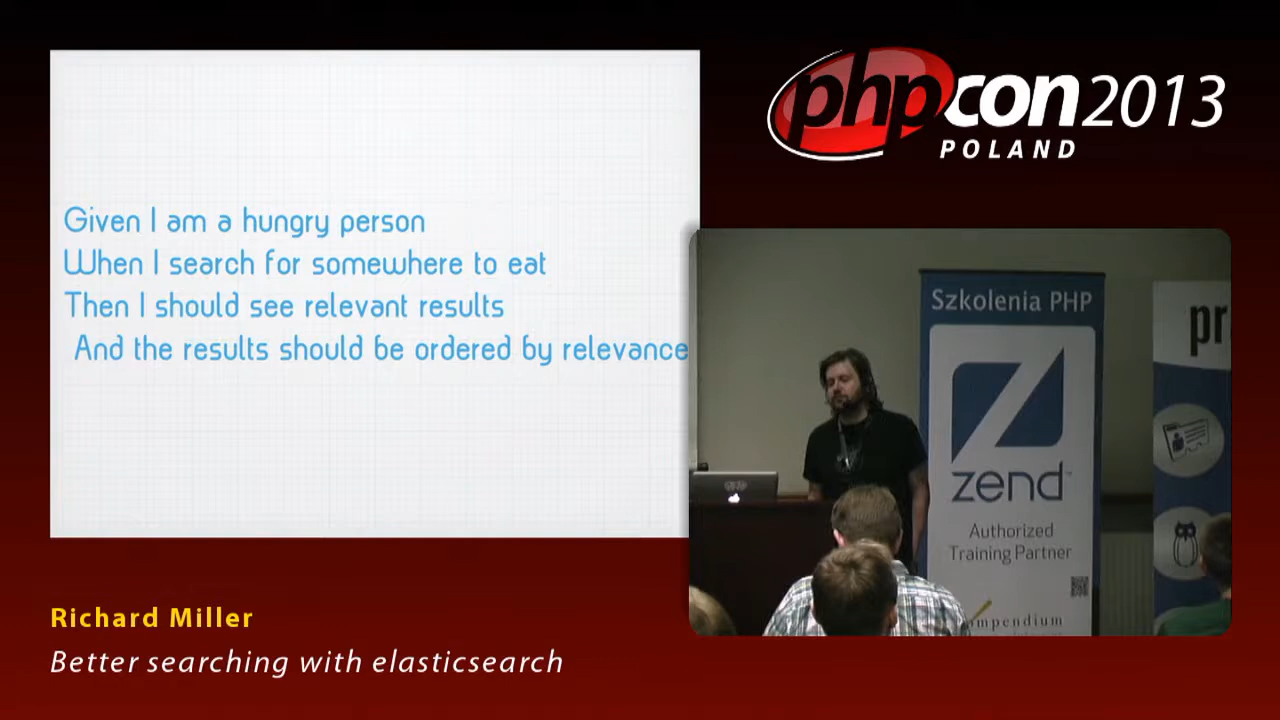 Given I am a hungry person
When I search for somewhere to eat
Then I should see relevant results
And the results should be ordered by relevance
phpcon2013
POLAND
Szkolenia PHP
zend
Authorized
Training Partner
pr
Richard Miller
Better searching with elasticsearch